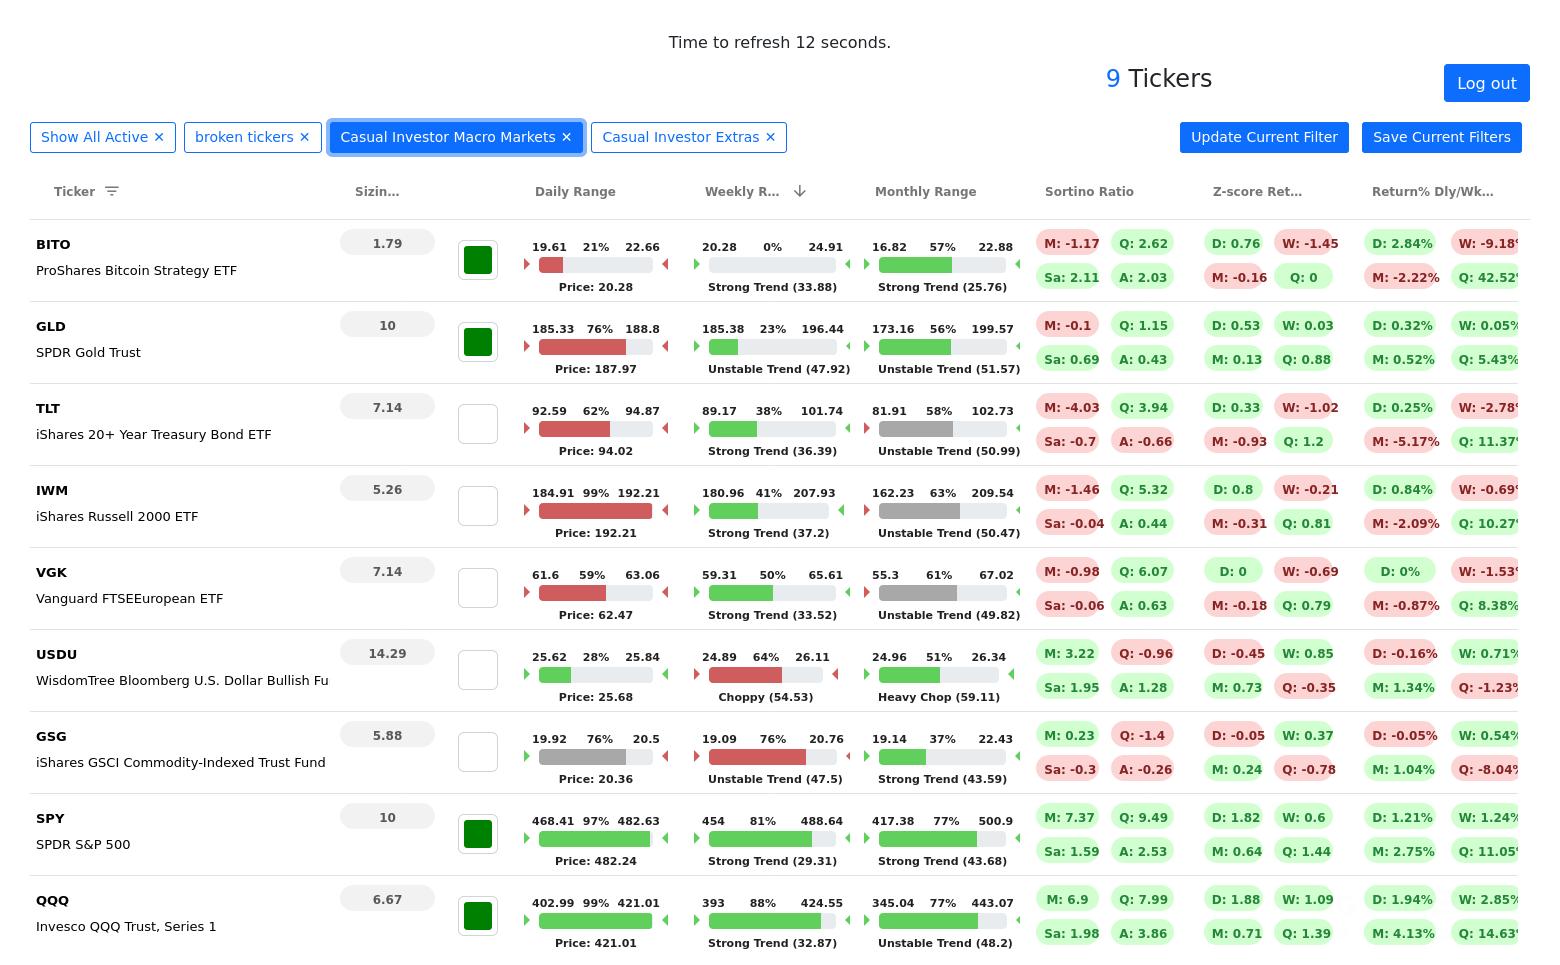 Time to refresh 12 seconds.
9 Tickers
Log out
Show All Active ✕ broken tickers ✕ Casual Investor Macro Markets ✕ Casual Investor Extras ✕ Update Current Filter Save Current Filters
Ticker Sizin... Daily Range Weekly R... Monthly Range Sortino Ratio Z-score Ret... Return% Dly/Wk...
BITO 1.79 19.61 21% 22.66 20.28 0% 24.91 16.82 57% 22.88 M: -1.17 Q: 2.62 D: 0.76 W: -1.45 D: 2.84% W: -9.18%
ProShares Bitcoin Strategy ETF Price: 20.28 Strong Trend (33.88) Strong Trend (25.76) Sa: 2.11 A: 2.03 M: -0.16 Q: 0 M: -2.22% Q: 42.52%
GLD 10 185.33 76% 188.8 185.38 23% 196.44 173.16 56% 199.57 M: -0.1 Q: 1.15 D: 0.53 W: 0.03 D: 0.32% W: 0.05%
SPDR Gold Trust Price: 187.97 Unstable Trend (47.92) Unstable Trend (51.57) Sa: 0.69 A: 0.43 M: 0.13 Q: 0.88 M: 0.52% Q: 5.43%
TLT 7.14 92.59 62% 94.87 89.17 38% 101.74 81.91 58% 102.73 M: -4.03 Q: 3.94 D: 0.33 W: -1.02 D: 0.25% W: -2.78%
iShares 20+ Year Treasury Bond ETF Price: 94.02 Strong Trend (36.39) Unstable Trend (50.99) Sa: -0.7 A: -0.66 M: -0.93 Q: 1.2 M: -5.17% Q: 11.37%
IWM 5.26 184.91 99% 192.21 180.96 41% 207.93 162.23 63% 209.54 M: -1.46 Q: 5.32 D: 0.8 W: -0.21 D: 0.84% W: -0.69%
iShares Russell 2000 ETF Price: 192.21 Strong Trend (37.2) Unstable Trend (50.47) Sa: -0.04 A: 0.44 M: -0.31 Q: 0.81 M: -2.09% Q: 10.27%
VGK 7.14 61.6 59% 63.06 59.31 50% 65.61 55.3 61% 67.02 M: -0.98 Q: 6.07 D: 0 W: -0.69 D: 0% W: -1.53%
Vanguard FTSEEuropean ETF Price: 62.47 Strong Trend (33.52) Unstable Trend (49.82) Sa: -0.06 A: 0.63 M: -0.18 Q: 0.79 M: -0.87% Q: 8.38%
USDU 14.29 25.62 28% 25.84 24.89 64% 26.11 24.96 51% 26.34 M: 3.22 Q: -0.96 D: -0.45 W: 0.85 D: -0.16% W: 0.71%
WisdomTree Bloomberg U.S. Dollar Bullish Fu Price: 25.68 Choppy (54.53) Heavy Chop (59.11) Sa: 1.95 A: 1.28 M: 0.73 Q: -0.35 M: 1.34% Q: -1.23%
GSG 5.88 19.92 76% 20.5 19.09 76% 20.76 19.14 37% 22.43 M: 0.23 Q: -1.4 D: -0.05 W: 0.37 D: -0.05% W: 0.54%
iShares GSCI Commodity-Indexed Trust Fund Price: 20.36 Unstable Trend (47.5) Strong Trend (43.59) Sa: -0.3 A: -0.26 M: 0.24 Q: -0.78 M: 1.04% Q: -8.04%
SPY 10 468.41 97% 482.63 454 81% 488.64 417.38 77% 500.9 M: 7.37 Q: 9.49 D: 1.82 W: 0.6 D: 1.21% W: 1.24%
SPDR S&P 500 Price: 482.24 Strong Trend (29.31) Strong Trend (43.68) Sa: 1.59 A: 2.53 M: 0.64 Q: 1.44 M: 2.75% Q: 11.05%
QQQ 6.67 402.99 99% 421.01 393 88% 424.55 345.04 77% 443.07 M: 6.9 Q: 7.99 D: 1.88 W: 1.09 D: 1.94% W: 2.85%
Invesco QQQ Trust, Series 1 Price: 421.01 Strong Trend (32.87) Unstable Trend (48.2) Sa: 1.98 A: 3.86 M: 0.71 Q: 1.39 M: 4.13% Q: 14.63%